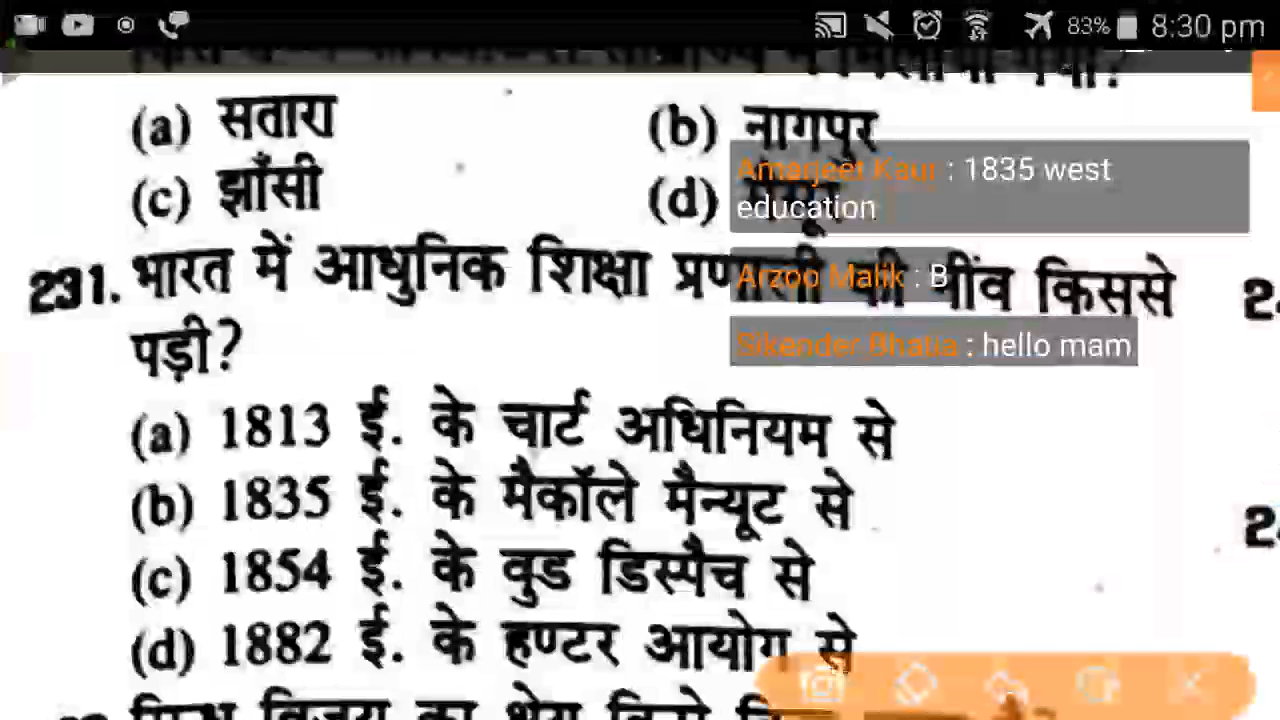 83% 8:30 pm
(a) सतारा (b) नागपुर
(c) झाँसी (d)
Amarjeet Kaur : 1835 west
education
231. भारत में आधुनिक शिक्षा प्रणाली की नींव किससे
पड़ी?
Arzoo Malik : B
Sikender Bhatia : hello mam
(a) 1813 ई. के चार्ट अधिनियम से
(b) 1835 ई. के मैकॉले मैन्यूट से
(c) 1854 ई. के वुड डिस्पैच से
(d) 1882 ई. के हण्टर आयोग से